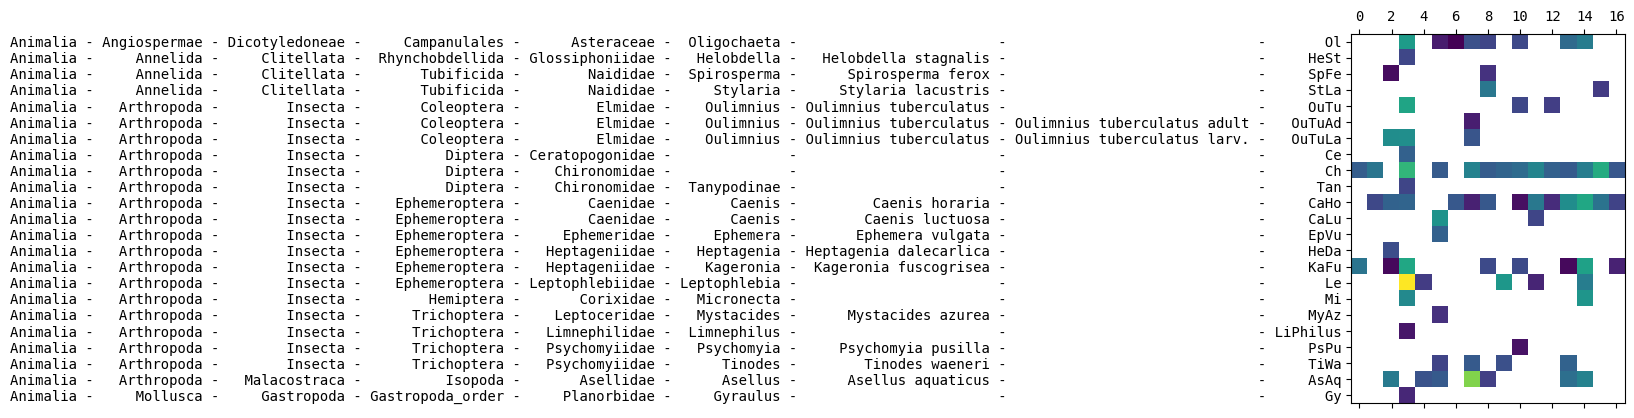 0 2 4 6 8 10 12 14 16
Animalia - Angiospermae - Dicotyledoneae - Campanulales - Asteraceae - Oligochaeta - - - Ol
Animalia - Annelida - Clitellata - Rhynchobdellida - Glossiphoniidae - Helobdella - Helobdella stagnalis - - HeSt
Animalia - Annelida - Clitellata - Tubificida - Naididae - Spirosperma - Spirosperma ferox - - SpFe
Animalia - Annelida - Clitellata - Tubificida - Naididae - Stylaria - Stylaria lacustris - - StLa
Animalia - Arthropoda - Insecta - Coleoptera - Elmidae - Oulimnius - Oulimnius tuberculatus - - OuTu
Animalia - Arthropoda - Insecta - Coleoptera - Elmidae - Oulimnius - Oulimnius tuberculatus - Oulimnius tuberculatus adult - OuTuAd
Animalia - Arthropoda - Insecta - Coleoptera - Elmidae - Oulimnius - Oulimnius tuberculatus - Oulimnius tuberculatus larv. - OuTuLa
Animalia - Arthropoda - Insecta - Diptera - Ceratopogonidae - - - - Ce
Animalia - Arthropoda - Insecta - Diptera - Chironomidae - - - - Ch
Animalia - Arthropoda - Insecta - Diptera - Chironomidae - Tanypodinae - - - Tan
Animalia - Arthropoda - Insecta - Ephemeroptera - Caenidae - Caenis - Caenis horaria - - CaHo
Animalia - Arthropoda - Insecta - Ephemeroptera - Caenidae - Caenis - Caenis luctuosa - - CaLu
Animalia - Arthropoda - Insecta - Ephemeroptera - Ephemeridae - Ephemera - Ephemera vulgata - - EpVu
Animalia - Arthropoda - Insecta - Ephemeroptera - Heptageniidae - Heptagenia - Heptagenia dalecarlica - - HeDa
Animalia - Arthropoda - Insecta - Ephemeroptera - Heptageniidae - Kageronia - Kageronia fuscogrisea - - KaFu
Animalia - Arthropoda - Insecta - Ephemeroptera - Leptophlebiidae - Leptophlebia - - - Le
Animalia - Arthropoda - Insecta - Hemiptera - Corixidae - Micronecta - - - Mi
Animalia - Arthropoda - Insecta - Trichoptera - Leptoceridae - Mystacides - Mystacides azurea - - MyAz
Animalia - Arthropoda - Insecta - Trichoptera - Limnephilidae - Limnephilus - - - LiPhilus
Animalia - Arthropoda - Insecta - Trichoptera - Psychomyiidae - Psychomyia - Psychomyia pusilla - - PsPu
Animalia - Arthropoda - Insecta - Trichoptera - Psychomyiidae - Tinodes - Tinodes waeneri - - TiWa
Animalia - Arthropoda - Malacostraca - Isopoda - Asellidae - Asellus - Asellus aquaticus - - AsAq
Animalia - Mollusca - Gastropoda - Gastropoda_order - Planorbidae - Gyraulus - - - Gy